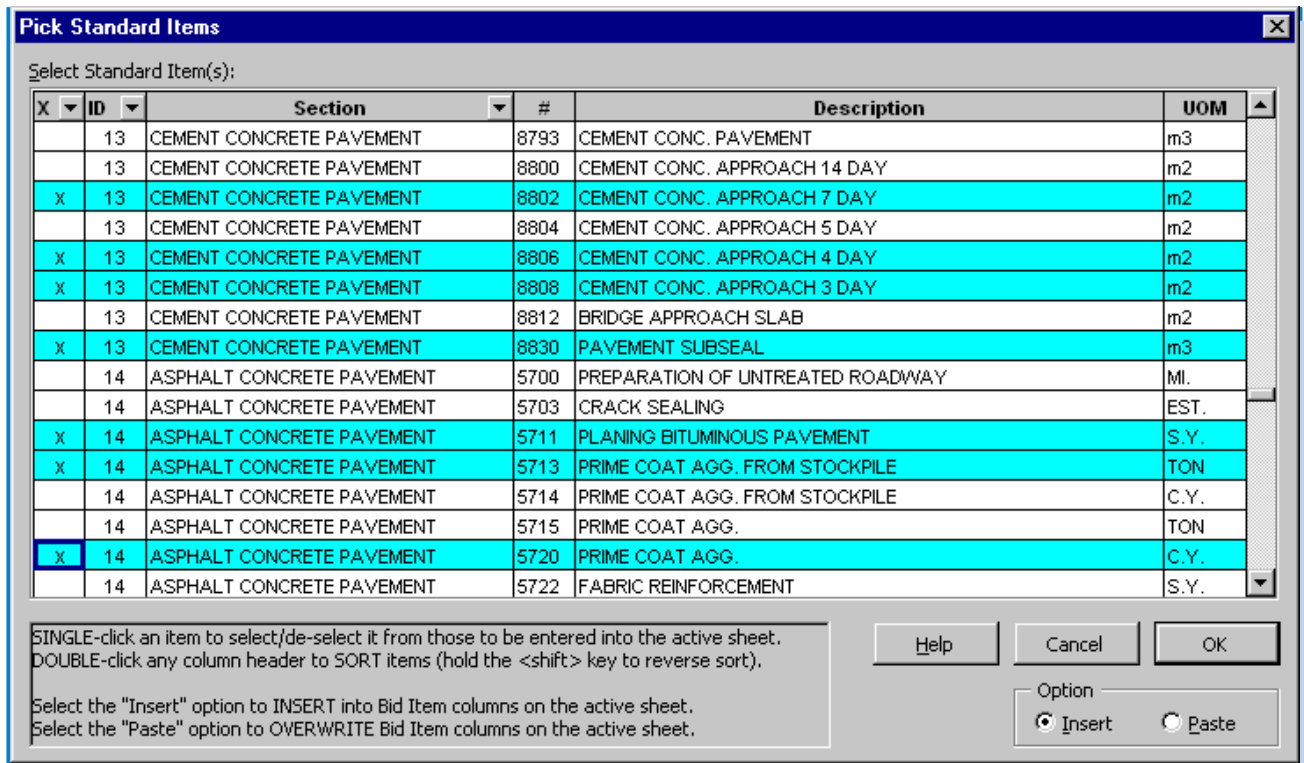 Pick Standard Items
Select Standard Item(s):
X ID Section # Description UOM
13 CEMENT CONCRETE PAVEMENT 8793 CEMENT CONC. PAVEMENT m3
13 CEMENT CONCRETE PAVEMENT 8800 CEMENT CONC. APPROACH 14 DAY m2
x 13 CEMENT CONCRETE PAVEMENT 8802 CEMENT CONC. APPROACH 7 DAY m2
13 CEMENT CONCRETE PAVEMENT 8804 CEMENT CONC. APPROACH 5 DAY m2
x 13 CEMENT CONCRETE PAVEMENT 8806 CEMENT CONC. APPROACH 4 DAY m2
x 13 CEMENT CONCRETE PAVEMENT 8808 CEMENT CONC. APPROACH 3 DAY m2
13 CEMENT CONCRETE PAVEMENT 8812 BRIDGE APPROACH SLAB m2
x 13 CEMENT CONCRETE PAVEMENT 8830 PAVEMENT SUBSEAL m3
14 ASPHALT CONCRETE PAVEMENT 5700 PREPARATION OF UNTREATED ROADWAY MI.
14 ASPHALT CONCRETE PAVEMENT 5703 CRACK SEALING EST.
x 14 ASPHALT CONCRETE PAVEMENT 5711 PLANING BITUMINOUS PAVEMENT S.Y.
x 14 ASPHALT CONCRETE PAVEMENT 5713 PRIME COAT AGG. FROM STOCKPILE TON
14 ASPHALT CONCRETE PAVEMENT 5714 PRIME COAT AGG. FROM STOCKPILE C.Y.
14 ASPHALT CONCRETE PAVEMENT 5715 PRIME COAT AGG. TON
x 14 ASPHALT CONCRETE PAVEMENT 5720 PRIME COAT AGG. C.Y.
14 ASPHALT CONCRETE PAVEMENT 5722 FABRIC REINFORCEMENT S.Y.
SINGLE-click an item to select/de-select it from those to be entered into the active sheet.
DOUBLE-click any column header to SORT items (hold the <shift> key to reverse sort).
Select the "Insert" option to INSERT into Bid Item columns on the active sheet.
Select the "Paste" option to OVERWRITE Bid Item columns on the active sheet.
Help Cancel OK
Option
Insert Paste